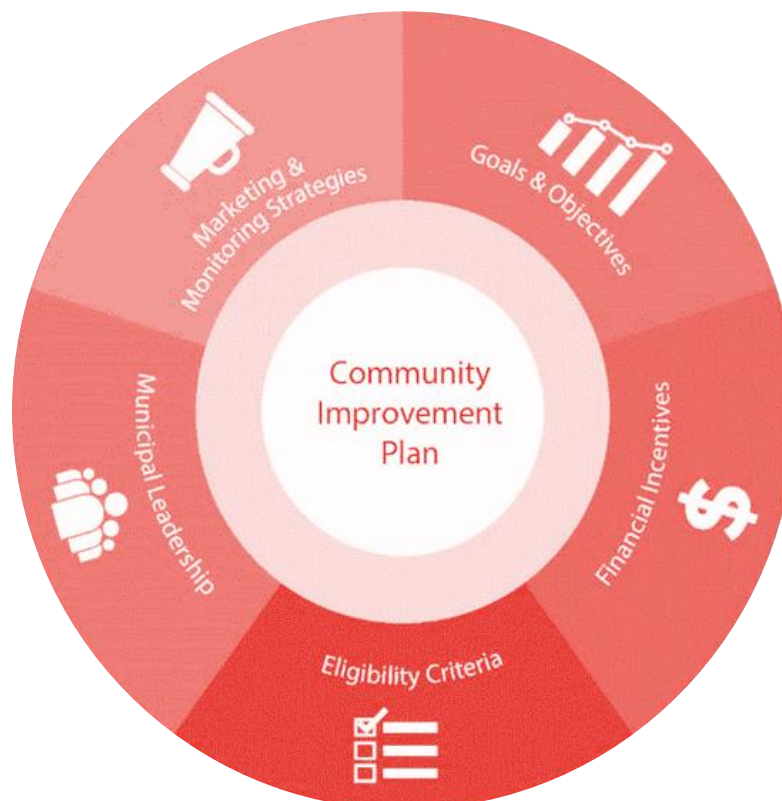 Community
Improvement
Plan
Goals & Objectives
Financial Incentives
Eligibility Criteria
Municipal Leadership
Marketing &
Monitoring Strategies